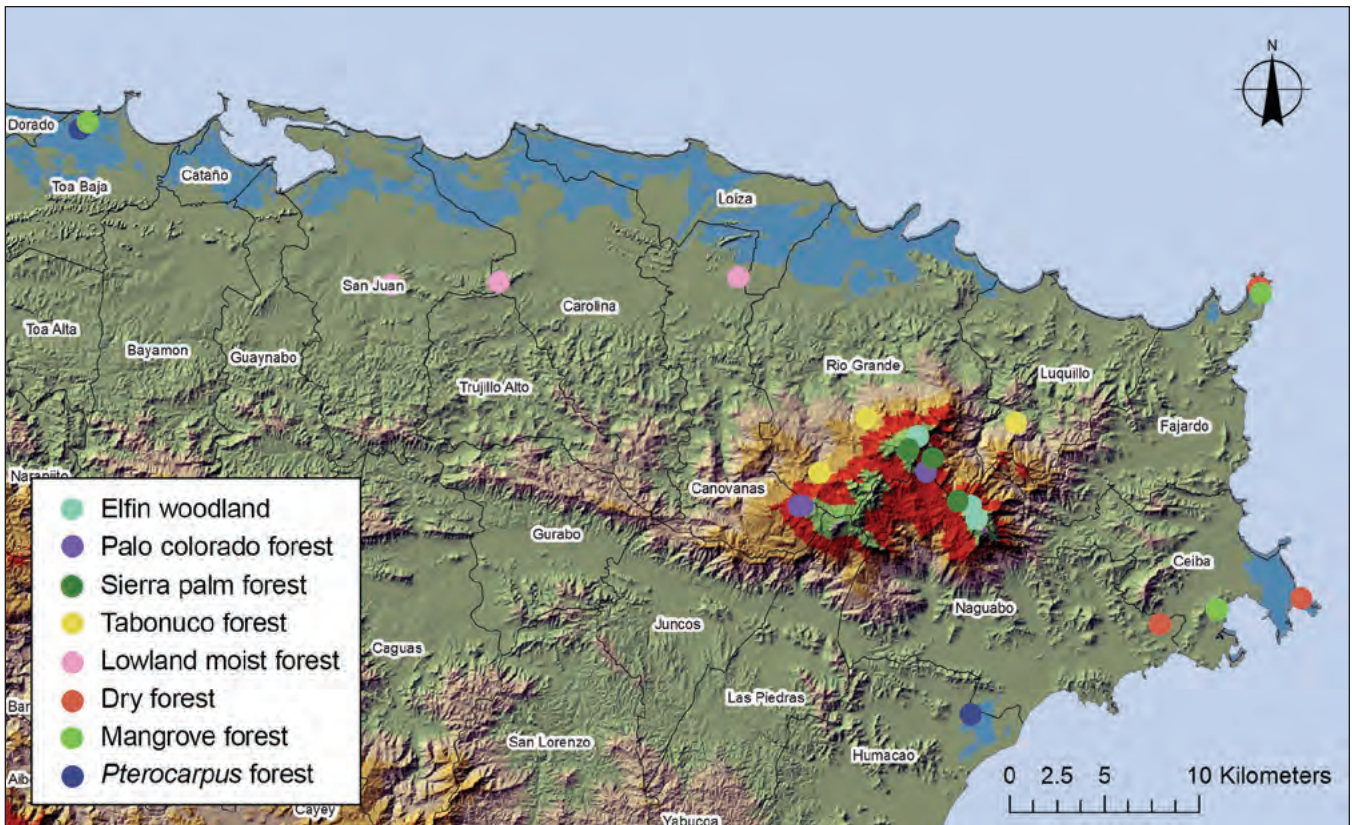 N
Dorado
Toa Baja
Cataño
Loíza
San Juan
Carolina
Toa Alta
Bayamon
Guaynabo
Trujillo Alto
Rio Grande
Luquillo
Fajardo
Naranjito
Canovanas
Gurabo
Ceiba
Naguabo
Juncos
Caguas
Las Piedras
San Lorenzo
Humacao
Cayey
Yabucoa
Elfin woodland
Palo colorado forest
Sierra palm forest
Tabonuco forest
Lowland moist forest
Dry forest
Mangrove forest
Pterocarpus forest
0 2.5 5 10 Kilometers